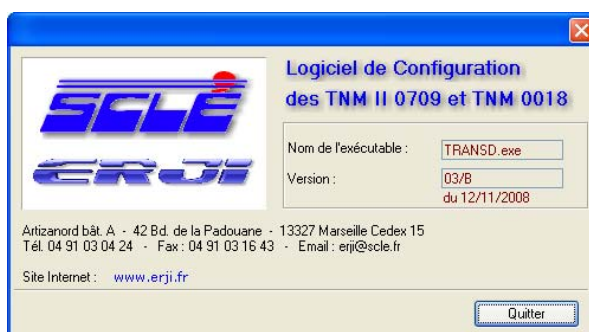 SCLÉ
ERJI
Logiciel de Configuration
des TNM II 0709 et TNM 0018
Nom de l'exécutable : TRANSD.exe
Version : 03/B
du 12/11/2008
Artizanord bât. A - 42 Bd. de la Padouane - 13327 Marseille Cedex 15
Tél. 04 91 03 04 24 - Fax : 04 91 03 16 43 - Email : erji@scle.fr
Site Internet : www.erji.fr
Quitter